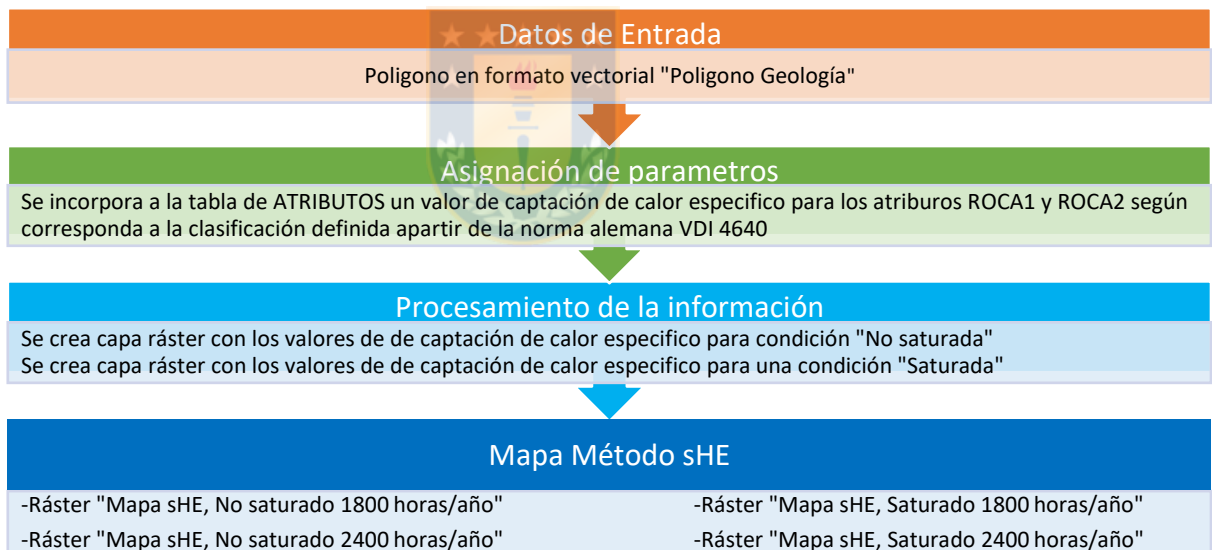 Datos de Entrada
Poligono en formato vectorial "Poligono Geología"
Asignación de parametros
Se incorpora a la tabla de ATRIBUTOS un valor de captación de calor especifico para los atriburos ROCA1 y ROCA2 según
corresponda a la clasificación definida apartir de la norma alemana VDI 4640
Procesamiento de la información
Se crea capa ráster con los valores de de captación de calor especifico para condición "No saturada"
Se crea capa ráster con los valores de de captación de calor especifico para una condición "Saturada"
Mapa Método sHE
-Ráster "Mapa sHE, No saturado 1800 horas/año"
-Ráster "Mapa sHE, Saturado 1800 horas/año"
-Ráster "Mapa sHE, No saturado 2400 horas/año"
-Ráster "Mapa sHE, Saturado 2400 horas/año"